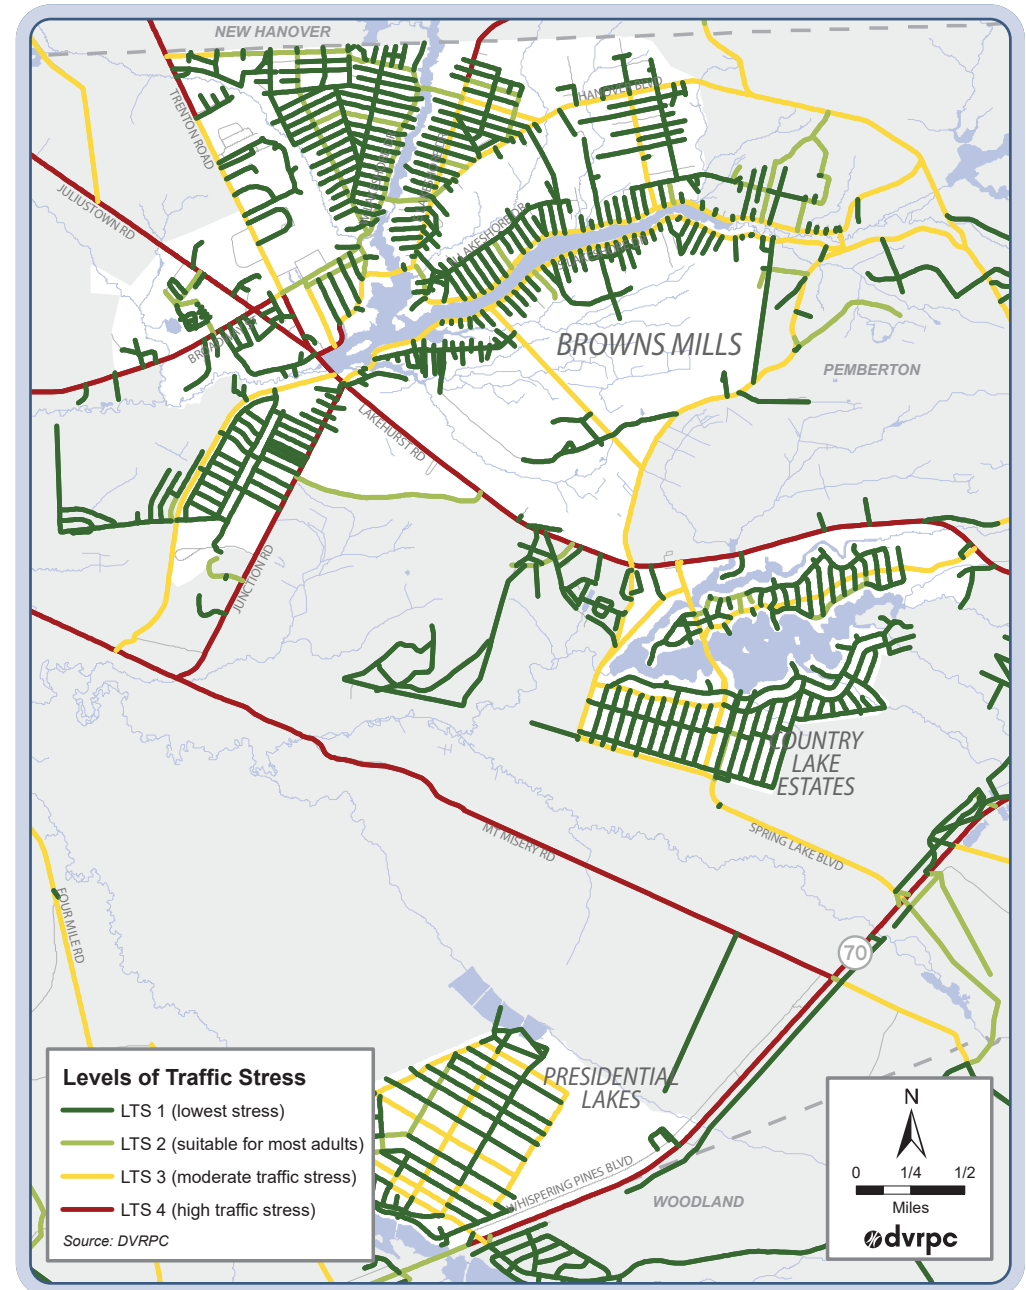 NEW HANOVER
HANOVER BLVD
TRENTON ROAD
JULIUSTOWN RD
LAKESHORE DR
BROWNS MILLS
PEMBERTON
LAKEHURST RD
JUNCTION RD
COUNTRY
LAKE
ESTATES
MT MISERY RD
SPRING LAKE BLVD
FOUR MILE RD
70
PRESIDENTIAL
LAKES
WHISPERING PINES BLVD
WOODLAND
Levels of Traffic Stress
LTS 1 (lowest stress)
LTS 2 (suitable for most adults)
LTS 3 (moderate traffic stress)
LTS 4 (high traffic stress)
Source: DVRPC
N
0 1/4 1/2
Miles
dvrpc